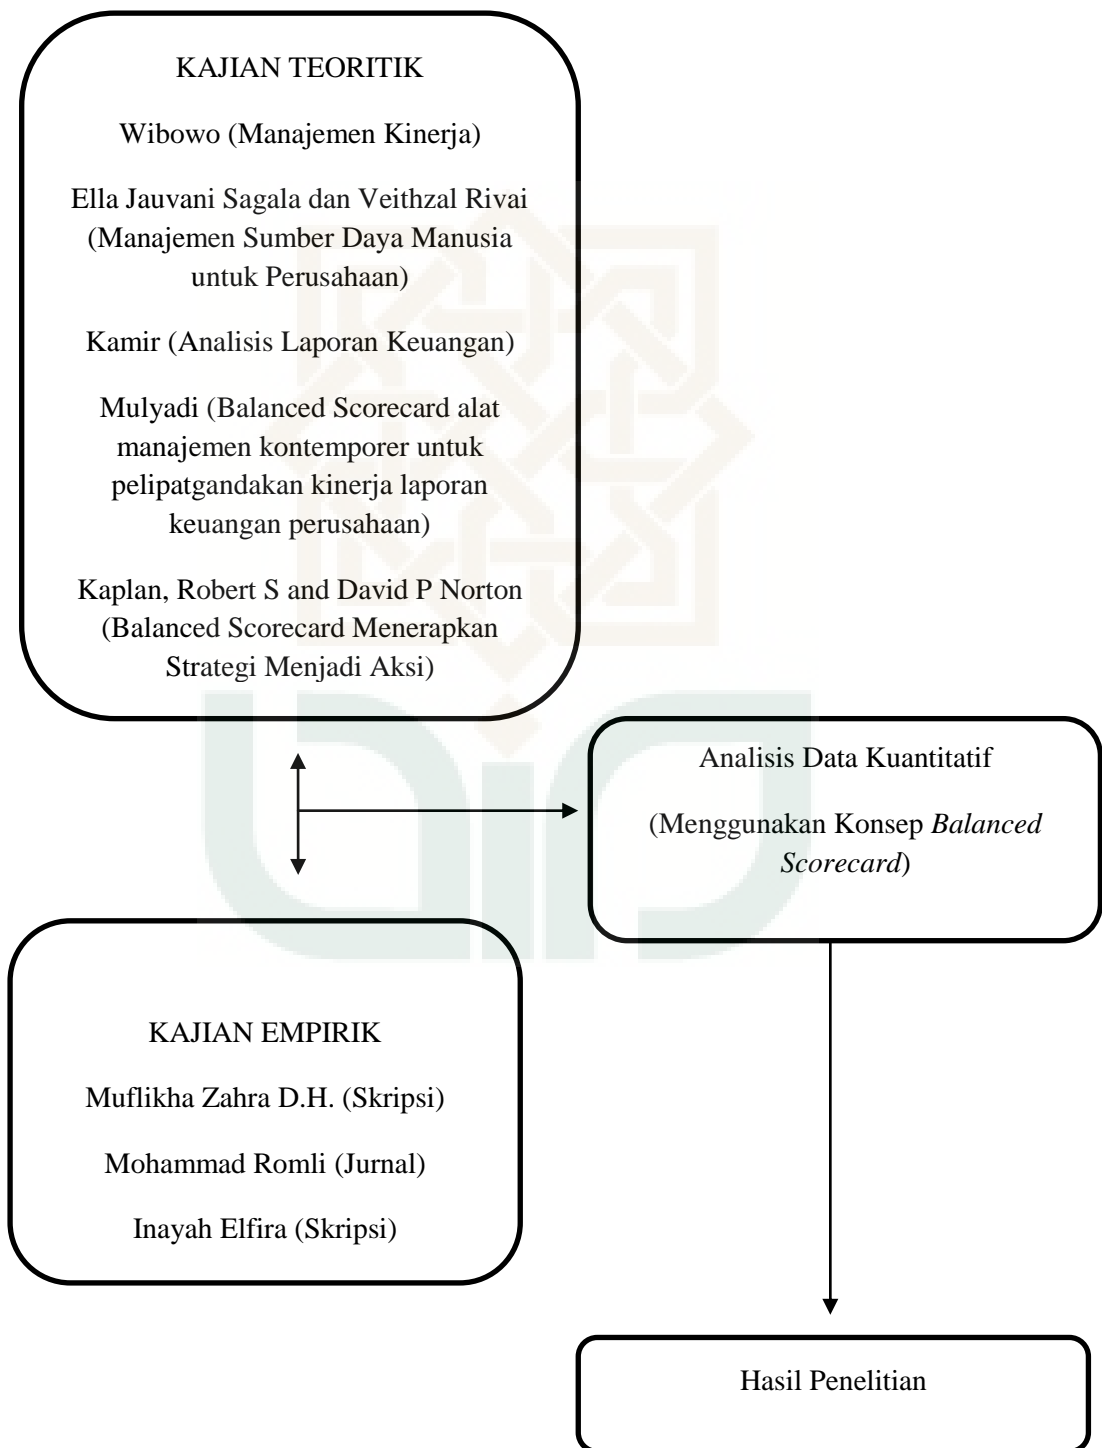 KAJIAN TEORITIK
Wibowo (Manajemen Kinerja)
Ella Jauvani Sagala dan Veithzal Rivai
(Manajemen Sumber Daya Manusia
untuk Perusahaan)
Kamir (Analisis Laporan Keuangan)
Mulyadi (Balanced Scorecard alat
manajemen kontemporer untuk
pelipatgandakan kinerja laporan
keuangan perusahaan)
Kaplan, Robert S and David P Norton
(Balanced Scorecard Menerapkan
Strategi Menjadi Aksi)
Analisis Data Kuantitatif
(Menggunakan Konsep Balanced
Scorecard)
KAJIAN EMPIRIK
Muflikha Zahra D.H. (Skripsi)
Mohammad Romli (Jurnal)
Inayah Elfira (Skripsi)
Hasil Penelitian